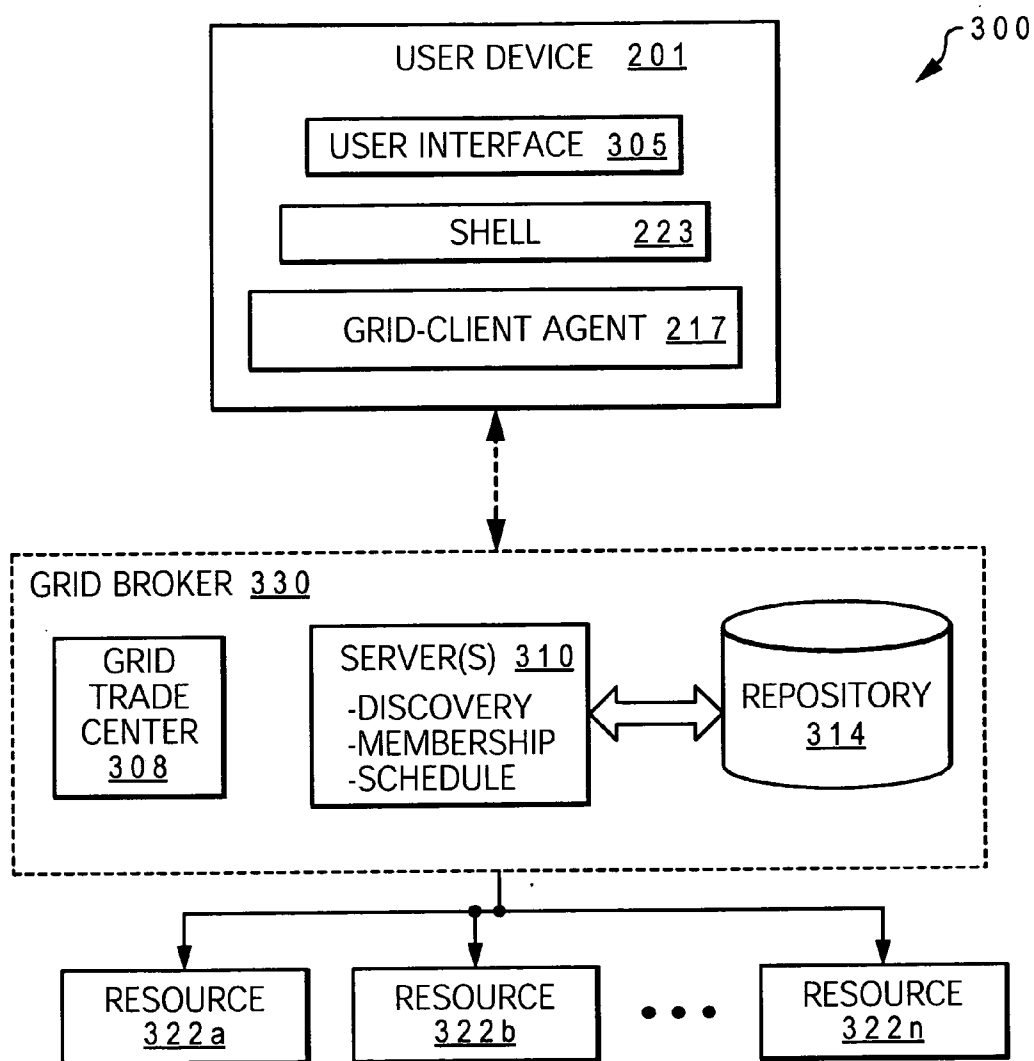 300
USER DEVICE 201
USER INTERFACE 305
SHELL 223
GRID-CLIENT AGENT 217
GRID BROKER 330
GRID
TRADE
CENTER
308
SERVER(S) 310
-DISCOVERY
-MEMBERSHIP
-SCHEDULE
REPOSITORY
314
RESOURCE
322a
RESOURCE
322b
RESOURCE
322n